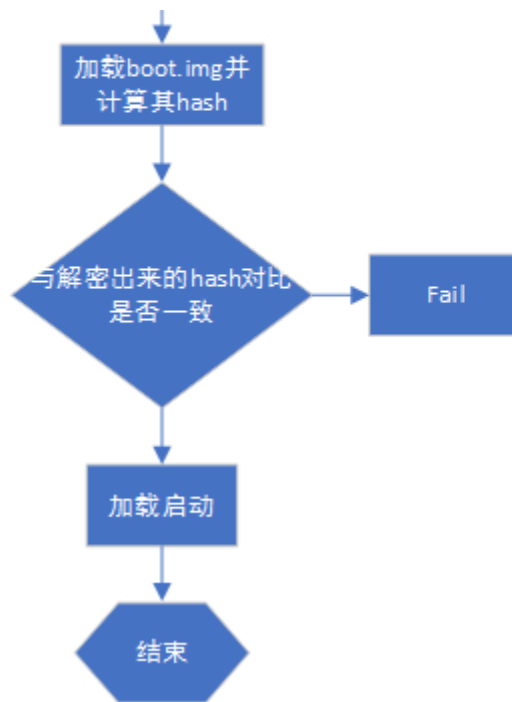 加载boot.img并
计算其hash
与解密出来的hash对比
是否一致
Fail
加载启动
结束